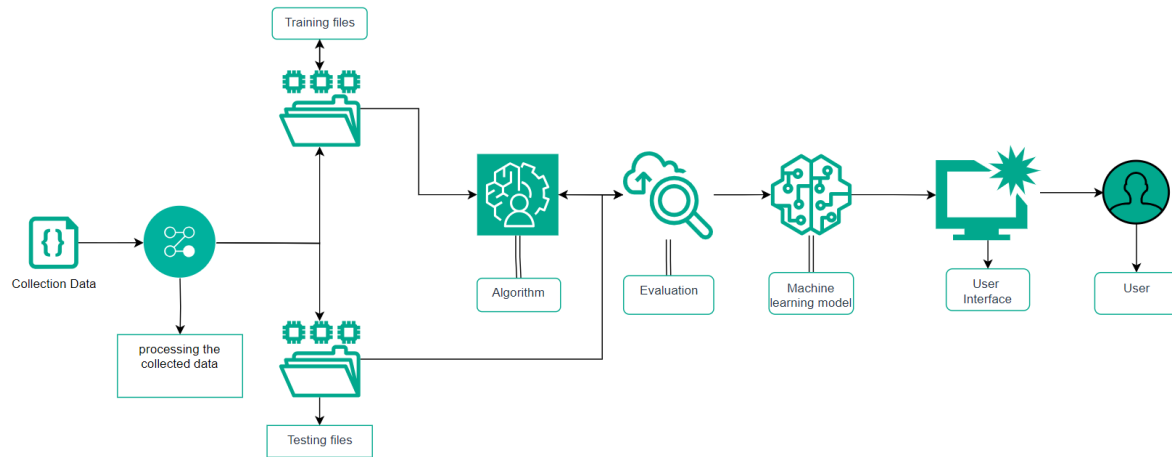 Training files
{ }
Collection Data
processing the
collected data
Testing files
Algorithm
Evaluation
Machine
learning model
User
Interface
User